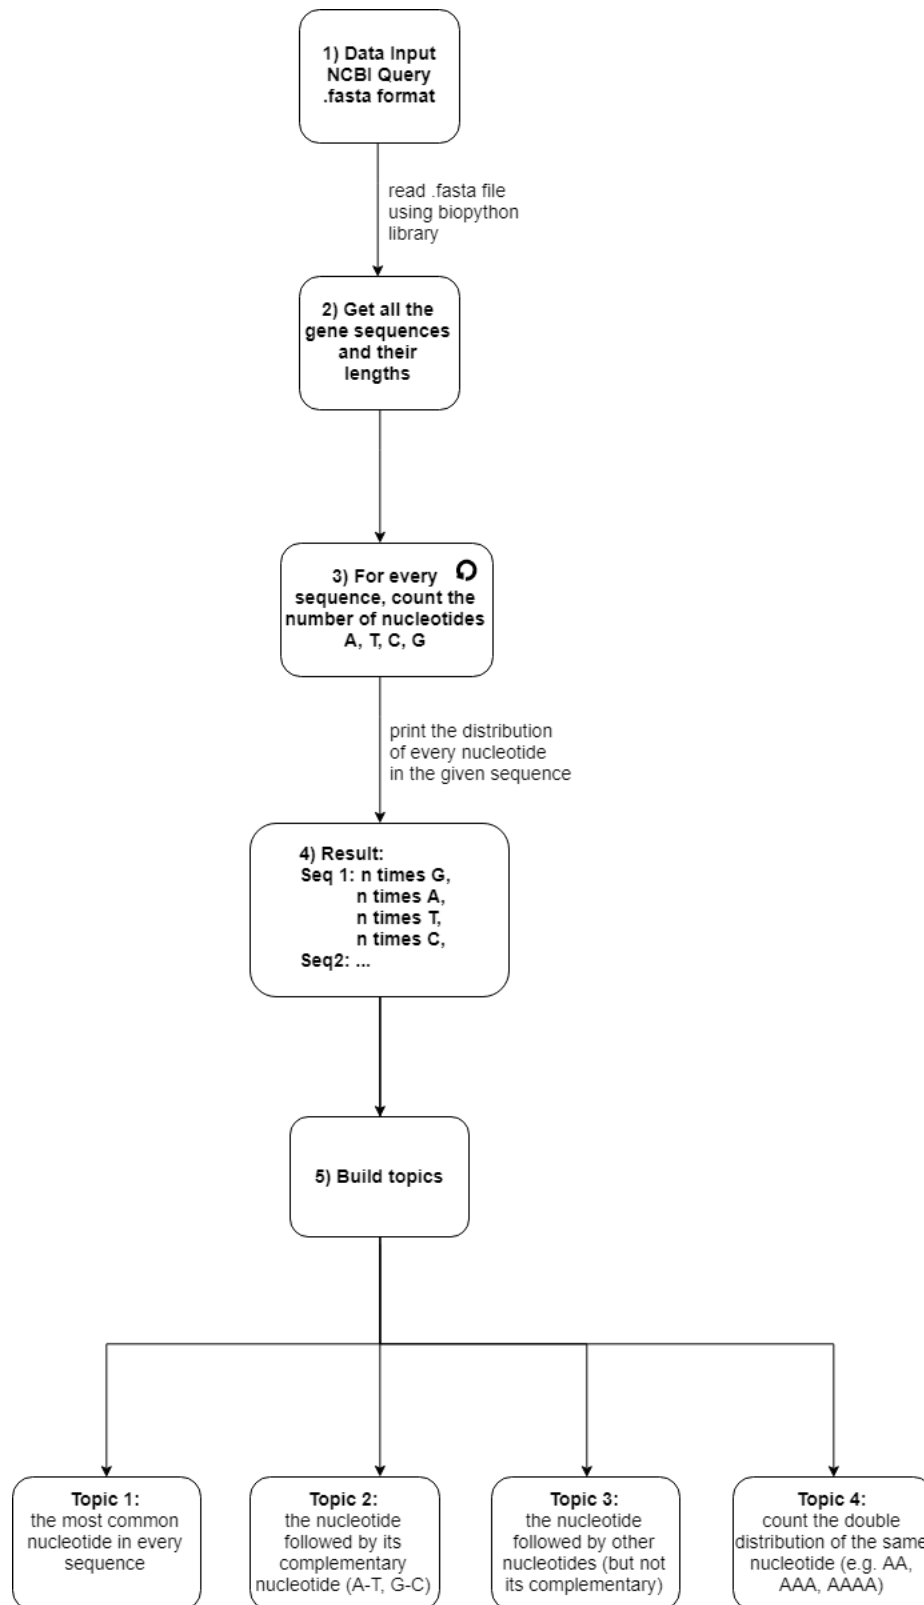 1) Data Input
NCBI Query
.fasta format
read .fasta file
using biopython
library
2) Get all the
gene sequences
and their
lengths
3) For every
sequence, count the
number of nucleotides
A, T, C, G
print the distribution
of every nucleotide
in the given sequence
4) Result:
Seq 1: n times G,
n times A,
n times T,
n times C,
Seq2: ...
5) Build topics
Topic 1:
the most common
nucleotide in every
sequence
Topic 2:
the nucleotide
followed by its
complementary
nucleotide (A-T, G-C)
Topic 3:
the nucleotide
followed by other
nucleotides (but not
its complementary)
Topic 4:
count the double
distribution of the same
nucleotide (e.g. AA,
AAA, AAAA)